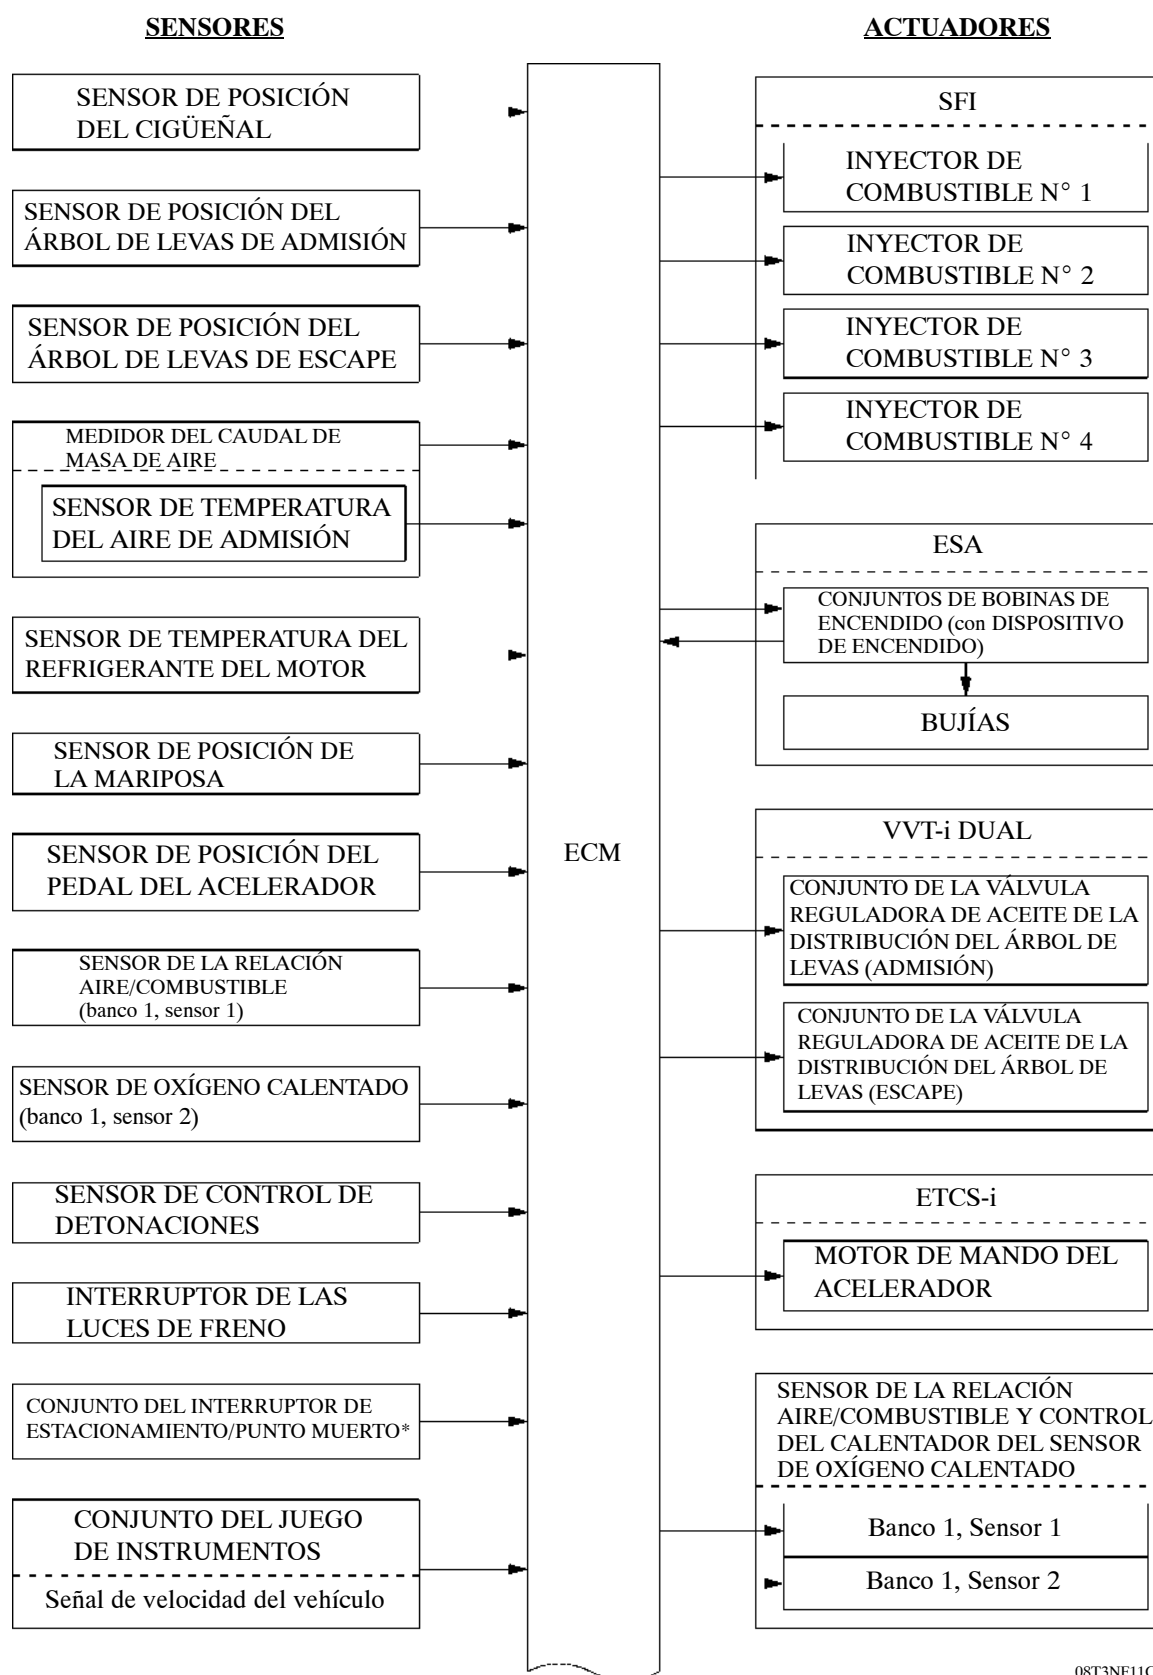 SENSORES
SENSOR DE POSICIÓN
DEL CIGÜEÑAL
SENSOR DE POSICIÓN DEL
ÁRBOL DE LEVAS DE ADMISIÓN
SENSOR DE POSICIÓN DEL
ÁRBOL DE LEVAS DE ESCAPE
MEDIDOR DEL CAUDAL DE
MASA DE AIRE
SENSOR DE TEMPERATURA
DEL AIRE DE ADMISIÓN
SENSOR DE TEMPERATURA DEL
REFRIGERANTE DEL MOTOR
SENSOR DE POSICIÓN DE
LA MARIPOSA
SENSOR DE POSICIÓN DEL
PEDAL DEL ACELERADOR
SENSOR DE LA RELACIÓN
AIRE/COMBUSTIBLE
(banco 1, sensor 1)
SENSOR DE OXÍGENO CALENTADO
(banco 1, sensor 2)
SENSOR DE CONTROL DE
DETONACIONES
INTERRUPTOR DE LAS
LUCES DE FRENO
CONJUNTO DEL INTERRUPTOR DE
ESTACIONAMIENTO/PUNTO MUERTO*
CONJUNTO DEL JUEGO
DE INSTRUMENTOS
Señal de velocidad del vehículo
ECM
ACTUADORES
SFI
INYECTOR DE
COMBUSTIBLE N° 1
INYECTOR DE
COMBUSTIBLE N° 2
INYECTOR DE
COMBUSTIBLE N° 3
INYECTOR DE
COMBUSTIBLE N° 4
ESA
CONJUNTOS DE BOBINAS DE
ENCENDIDO (con DISPOSITIVO
DE ENCENDIDO)
BUJÍAS
VVT-i DUAL
CONJUNTO DE LA VÁLVULA
REGULADORA DE ACEITE DE LA
DISTRIBUCIÓN DEL ÁRBOL DE
LEVAS (ADMISIÓN)
CONJUNTO DE LA VÁLVULA
REGULADORA DE ACEITE DE LA
DISTRIBUCIÓN DEL ÁRBOL DE
LEVAS (ESCAPE)
ETCS-i
MOTOR DE MANDO DEL
ACELERADOR
SENSOR DE LA RELACIÓN
AIRE/COMBUSTIBLE Y CONTROL
DEL CALENTADOR DEL SENSOR
DE OXÍGENO CALENTADO
Banco 1, Sensor 1
Banco 1, Sensor 2
08T3NF11C